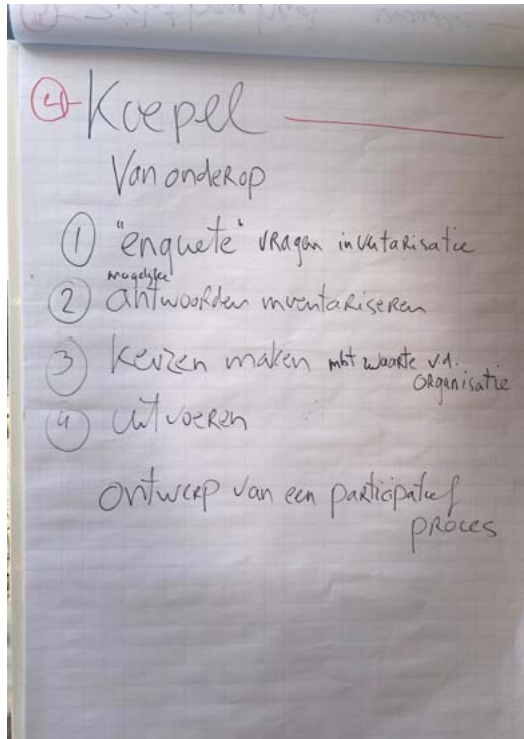 4 Koepel
Van onderop
1 "enquete" vragen inventarisatie
mogelijke
2 antwoorden inventariseren
3 keuzen maken mbt waarde v.d.
organisatie
4 uitvoeren
ontwerp van een participatief
proces